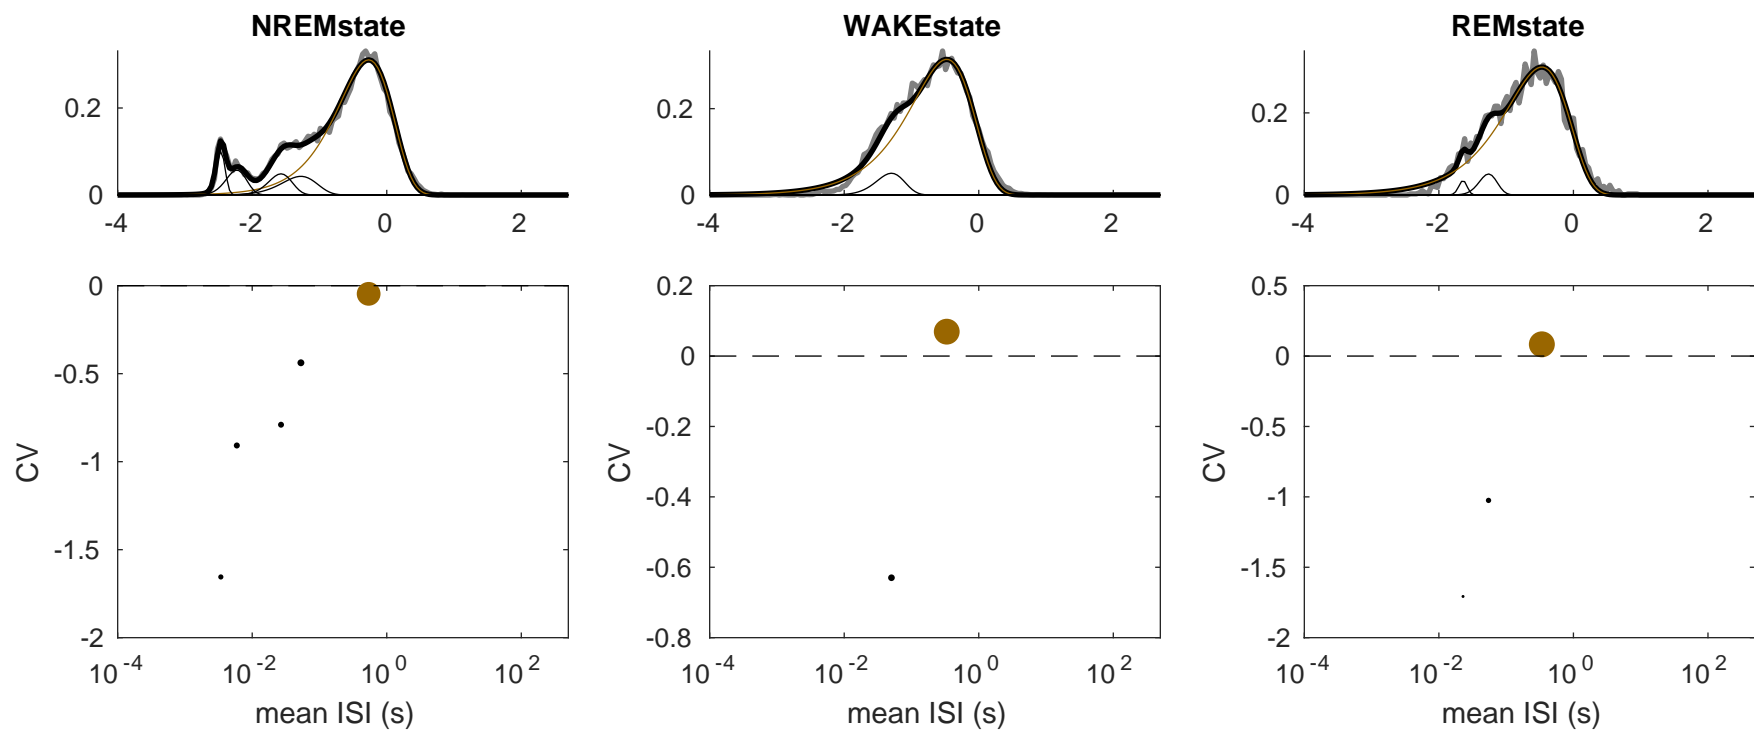 NREMstate
0.2
0
-4 -2 0 2
WAKEstate
0.2
0
-4 -2 0 2
REMstate
0.2
0
-4 -2 0 2
0
-0.5
-1
-1.5
-2
CV
10^-4 10^-2 10^0 10^2
mean ISI (s)
0.2
0
-0.2
-0.4
-0.6
-0.8
CV
10^-4 10^-2 10^0 10^2
mean ISI (s)
0.5
0
-0.5
-1
-1.5
-2
CV
10^-4 10^-2 10^0 10^2
mean ISI (s)